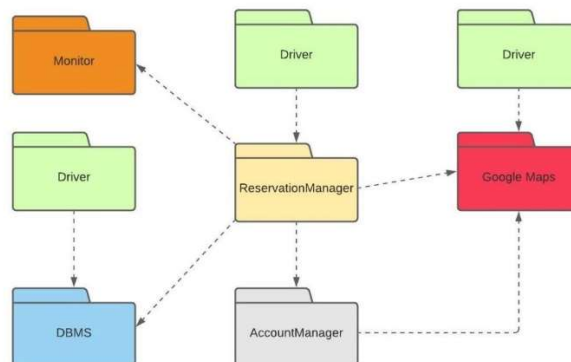 Monitor
Driver
Driver
Driver
ReservationManager
Google Maps
DBMS
AccountManager